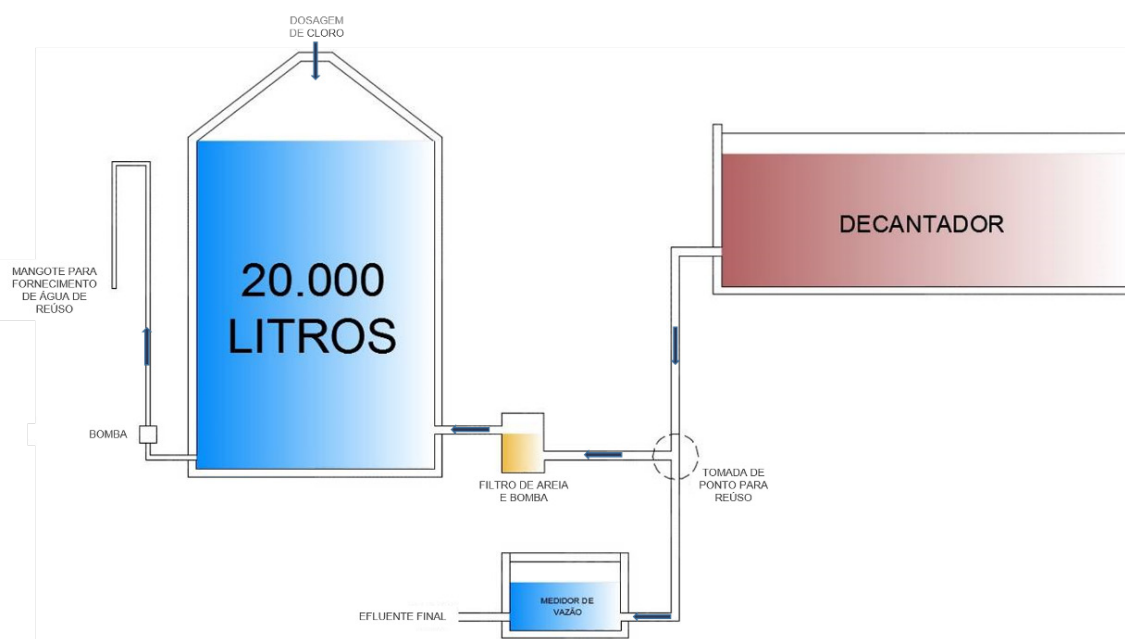 DOSAGEM
DE CLORO
DECANTADOR
20.000
LITROS
MANGOTE PARA
FORNECIMENTO
DE ÁGUA DE
REÚSO
BOMBA
FILTRO DE AREIA
E BOMBA
TOMADA DE
PONTO PARA
REÚSO
MEDIDOR DE
VAZÃO
EFLUENTE FINAL